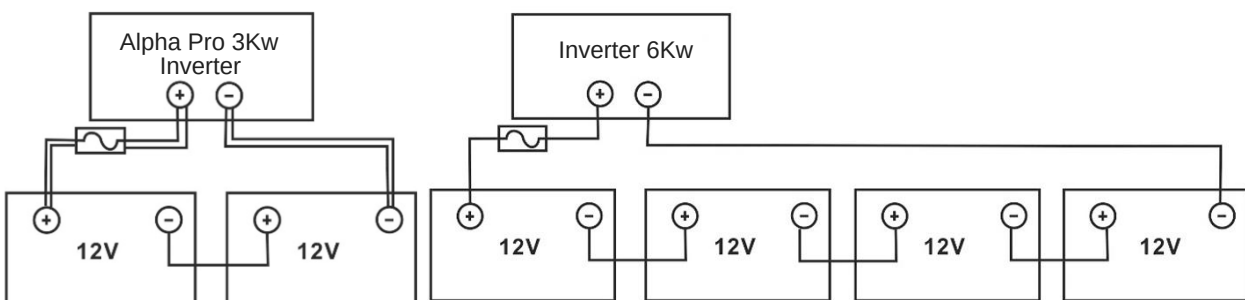 Alpha Pro 3Kw
Inverter
+ −
+ − + −
12V 12V
Inverter 6Kw
+ −
+ − + − + − + −
12V 12V 12V 12V